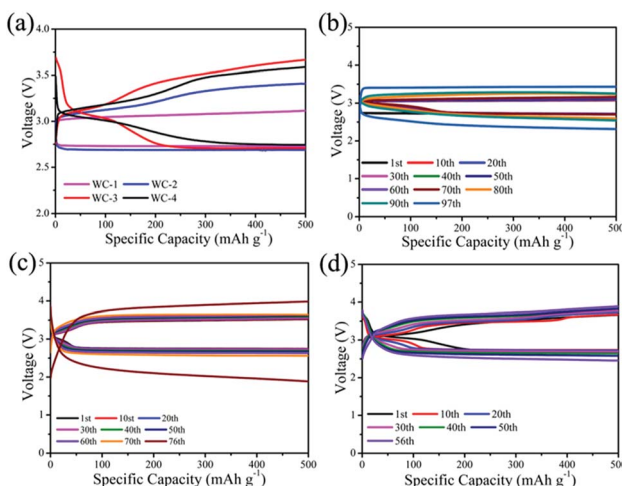 (a)
4.0
3.5
3.0
2.5
2.0
Voltage (V)
WC-1 WC-2
WC-3 WC-4
0 100 200 300 400 500
Specific Capacity (mAh g⁻¹)
(b)
5
4
3
2
1
0
Voltage (V)
1st 10th 20th
30th 40th 50th
60th 70th 80th
90th 97th
0 100 200 300 400 500
Specific Capacity (mAh g⁻¹)
(c)
5
4
3
2
1
0
Voltage (V)
1st 10st 20th
30th 40th 50th
60th 70th 76th
0 100 200 300 400 500
Specific Capacity (mAh g⁻¹)
(d)
5
4
3
2
1
0
Voltage (V)
1st 10th 20th
30th 40th 50th
56th
0 100 200 300 400 500
Specific Capacity (mAh g⁻¹)